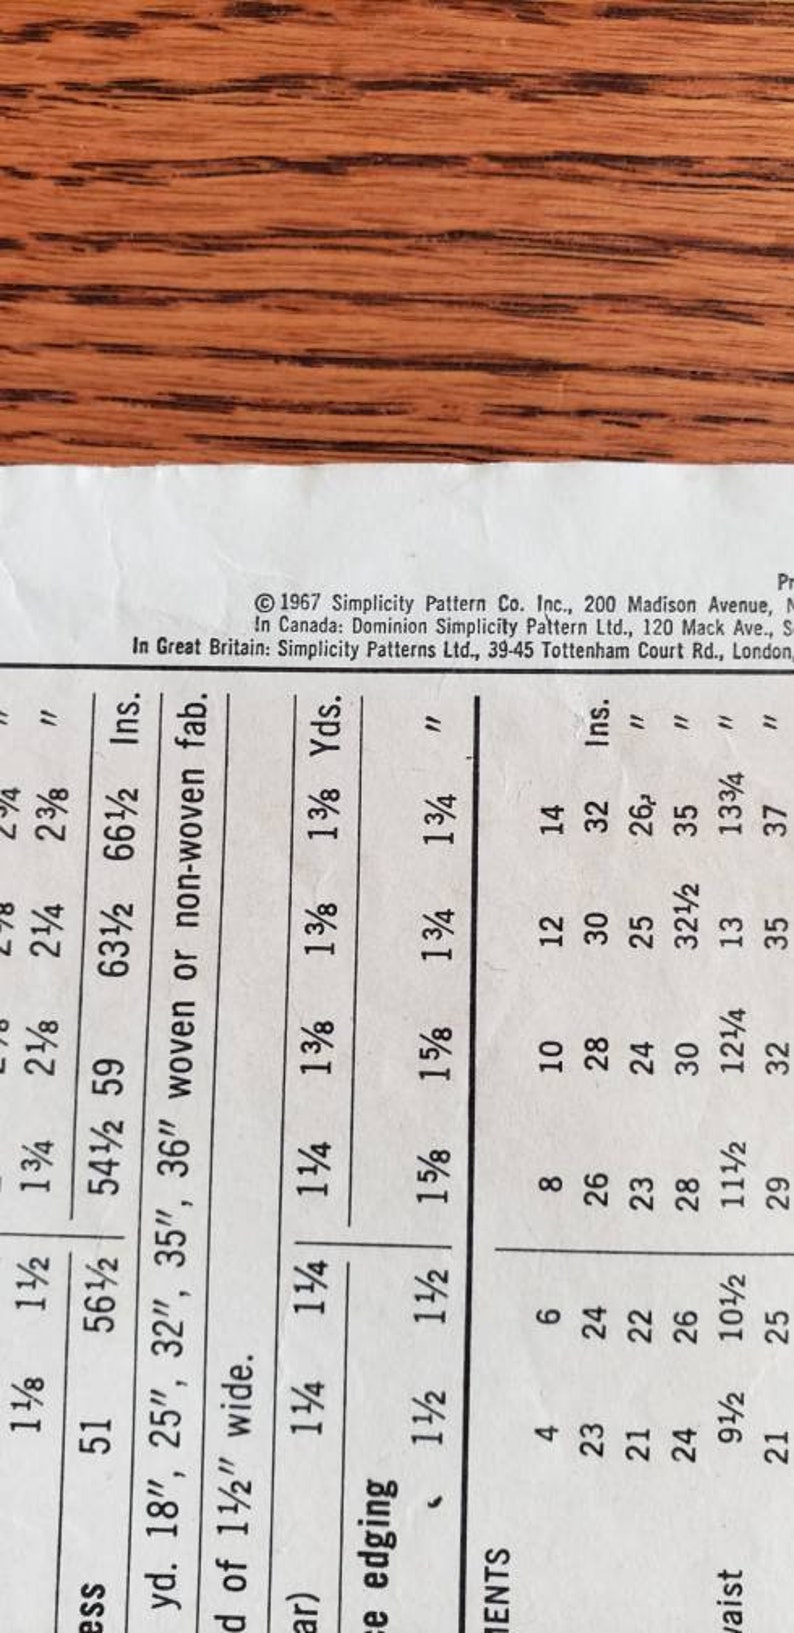 © 1967 Simplicity Pattern Co. Inc., 200 Madison Avenue,
In Canada: Dominion Simplicity Pattern Ltd., 120 Mack Ave.,
In Great Britain: Simplicity Patterns Ltd., 39-45 Tottenham Court Rd., London,
1⅛ 1½ 1¾ 2⅛ 2¼ 2⅜ "
ess 51 56½ 54½ 59 63½ 66½ Ins.
yd. 18", 25", 32", 35", 36" woven or non-woven fab.
d of 1½" wide.
ar) 1¼ 1¼ 1¼ 1⅜ 1⅜ 1⅜ Yds.
e edging 1½ 1½ 1⅝ 1⅝ 1¾ 1¾ "
MENTS
4 6 8 10 12 14
23 24 26 28 30 32 Ins.
21 22 23 24 25 26 "
24 26 28 30 32½ 35 "
waist 9½ 10½ 11½ 12¼ 13 13¾ "
21 25 29 32 35 37 "